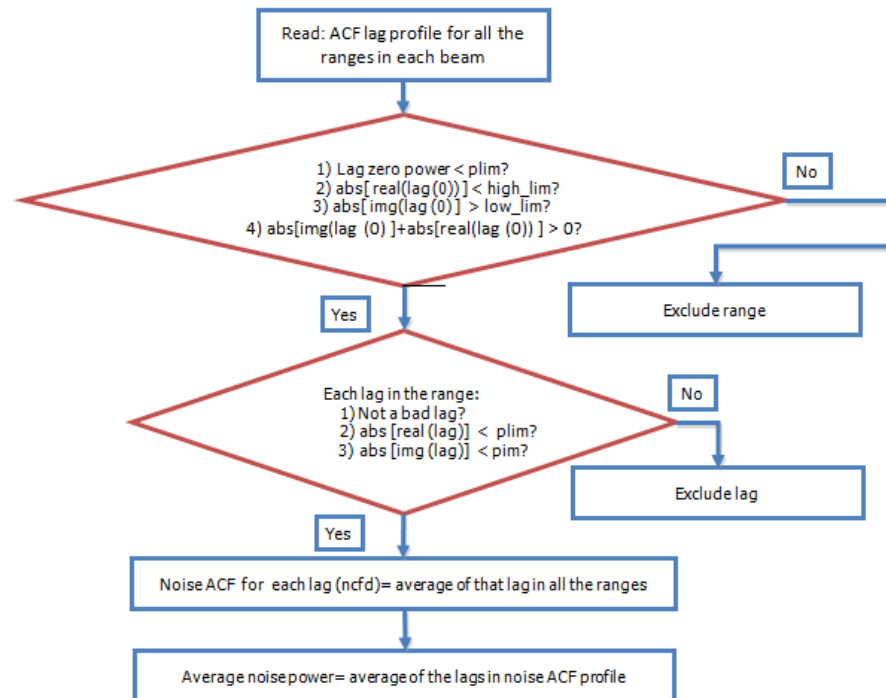 Read: ACF lag profile for all the
ranges in each beam
1) Lag zero power < plim?
2) abs[ real(lag (0)) ] < high_lim?
3) abs[ img(lag (0) ] > low_lim?
4) abs[img(lag (0) ]+abs[real(lag (0)) ] > 0?
No
Exclude range
Yes
Each lag in the range:
1) Not a bad lag?
2) abs [real (lag)] < plim?
3) abs [img (lag)] < pim?
No
Exclude lag
Yes
Noise ACF for each lag (ncfd)= average of that lag in all the ranges
Average noise power= average of the lags in noise ACF profile